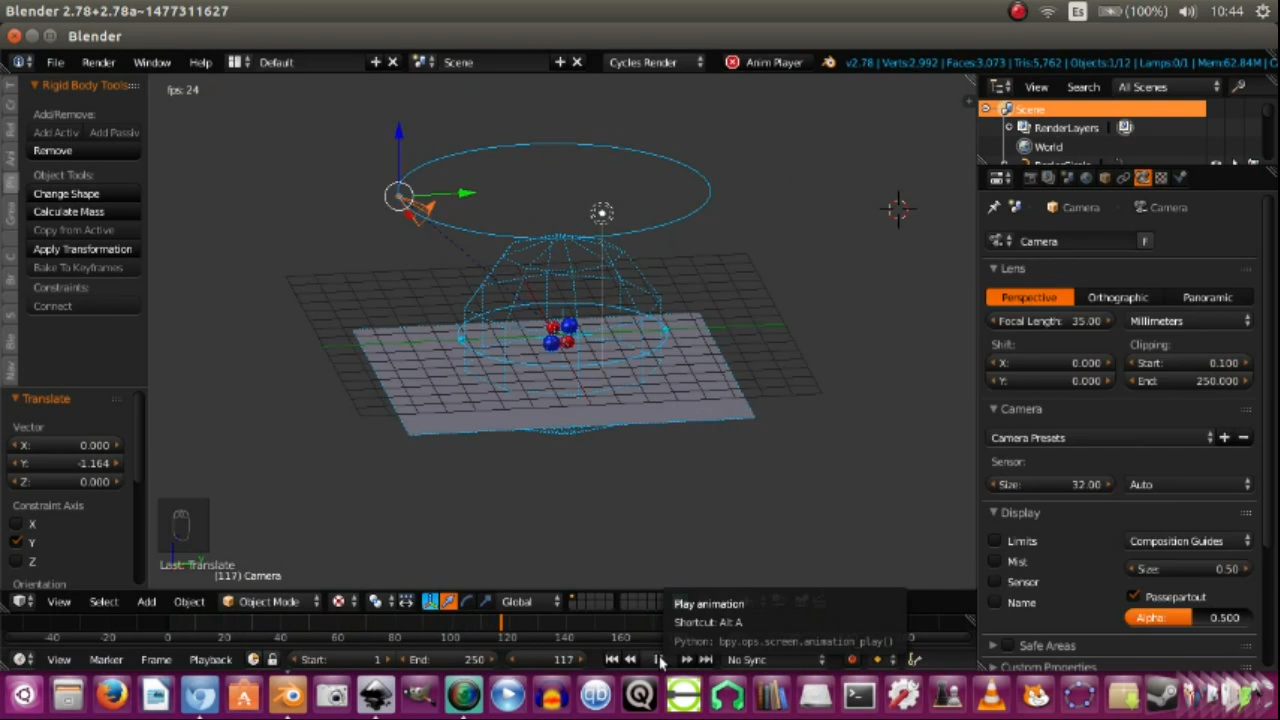 Blender 2.78+2.78a~1477311627
Es (100%) 10:44
Blender
File Render Window Help Default Scene Cycles Render Anim Player v2.78 | Verts:2,992 | Faces:3,073 | Tris:5,762 | Objects:1/12 | Lamps:0/1 | Mem:62.84M
Rigid Body Tools
Add/Remove:
Add Activ Add Passiv
Remove
Object Tools:
Change Shape
Calculate Mass
Copy from Active
Apply Transformation
Bake To Keyframes
Constraints:
Connect
Translate
Vector
X: 0.000
Y: -1.164
Z: 0.000
Constraint Axis
X
Y
Z
Orientation
fps: 24
Last: Translate
(117) Camera
View Search All Scenes
Scene
RenderLayers
World
Camera Camera
Camera F
Lens
Perspective Orthographic Panoramic
Focal Length: 35.00 Millimeters
Shift: Clipping:
X: 0.000 Start: 0.100
Y: 0.000 End: 250.000
Camera
Camera Presets
Sensor:
Size: 32.00 Auto
Display
Limits Composition Guides
Mist Size: 0.50
Sensor Passepartout
Name Alpha: 0.500
Safe Areas
Custom Properties
View Select Add Object Object Mode Global
Play animation
Shortcut: Alt A
Python: bpy.ops.screen.animation_play()
-40 -20 0 20 40 60 80 100 120 140 160
View Marker Frame Playback Start: 1 End: 250 117 No Sync